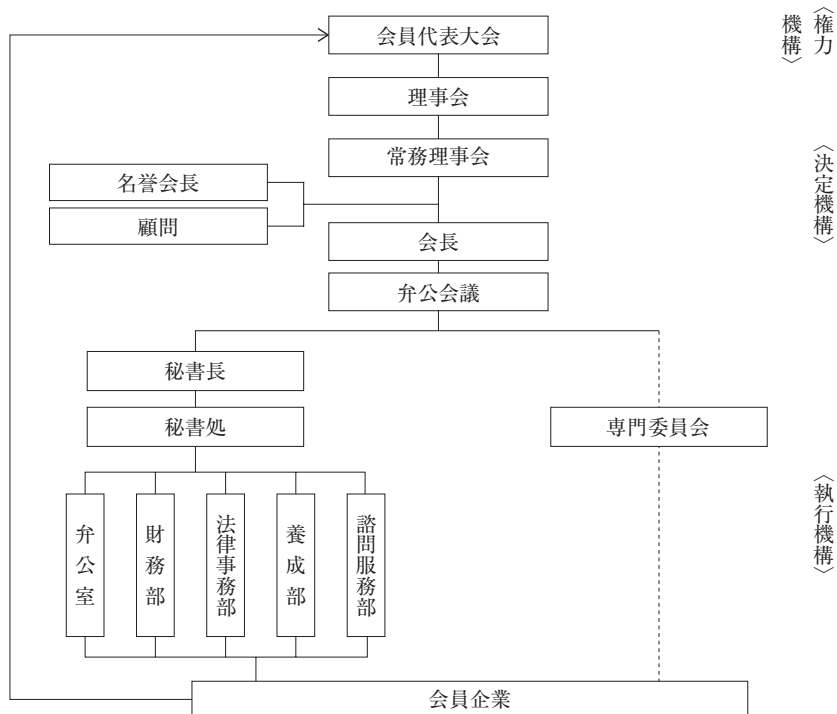 会員代表大会
〈権力
機構〉
理事会
常務理事会
〈決定機構〉
名誉会長
顧問
会長
弁公会議
秘書長
秘書処
専門委員会
〈執行機構〉
弁公室
財務部
法律事務部
養成部
諮問服務部
会員企業